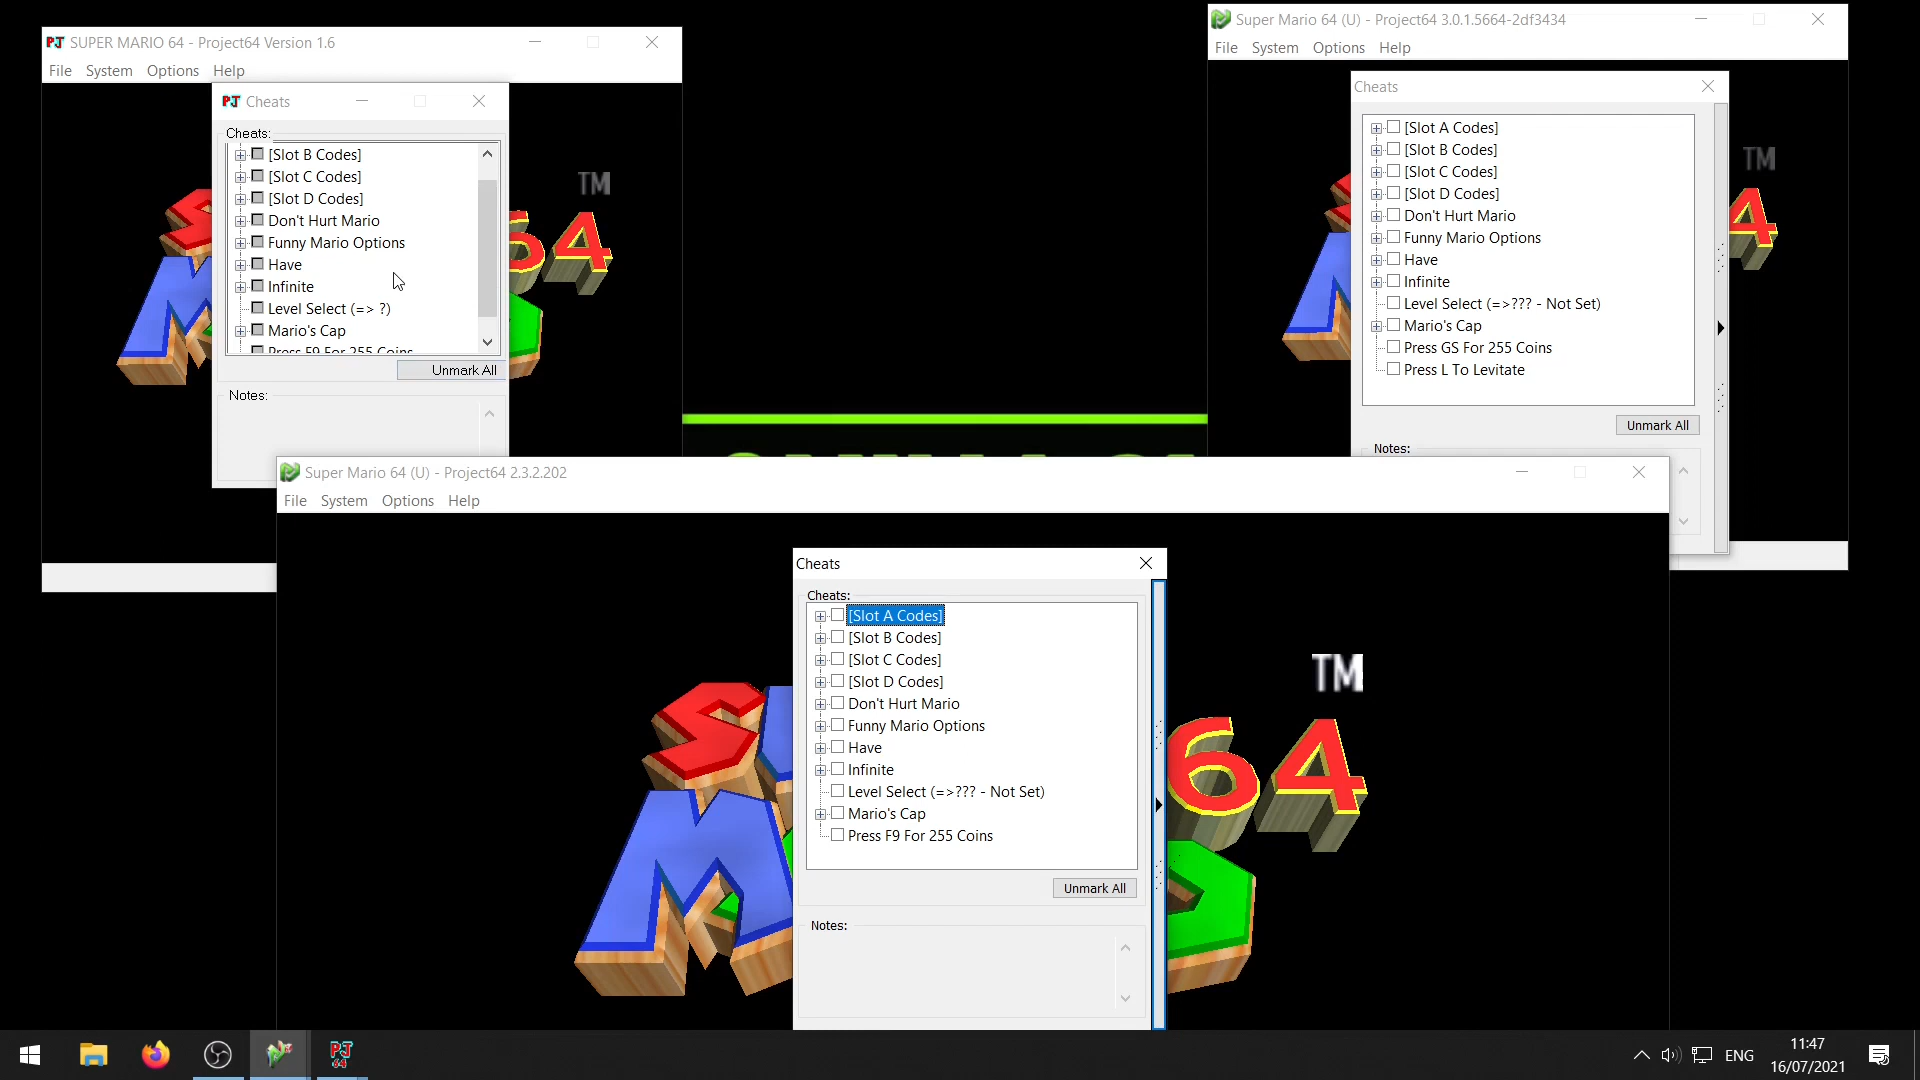 SUPER MARIO 64 - Project64 Version 1.6
File System Options Help
Cheats
Cheats:
[Slot B Codes]
[Slot C Codes]
[Slot D Codes]
Don't Hurt Mario
Funny Mario Options
Have
Infinite
Level Select (=> ?)
Mario's Cap
Press F9 For 255 Coins
Unmark All
Notes:
TM
64
Super Mario 64 (U) - Project64 3.0.1.5664-2df3434
File System Options Help
Cheats
[Slot A Codes]
[Slot B Codes]
[Slot C Codes]
[Slot D Codes]
Don't Hurt Mario
Funny Mario Options
Have
Infinite
Level Select (=>??? - Not Set)
Mario's Cap
Press GS For 255 Coins
Press L To Levitate
Unmark All
Notes:
TM
4
Super Mario 64 (U) - Project64 2.3.2.202
File System Options Help
Cheats
Cheats:
[Slot A Codes]
[Slot B Codes]
[Slot C Codes]
[Slot D Codes]
Don't Hurt Mario
Funny Mario Options
Have
Infinite
Level Select (=>??? - Not Set)
Mario's Cap
Press F9 For 255 Coins
Unmark All
Notes:
TM
64
ENG
11:47
16/07/2021